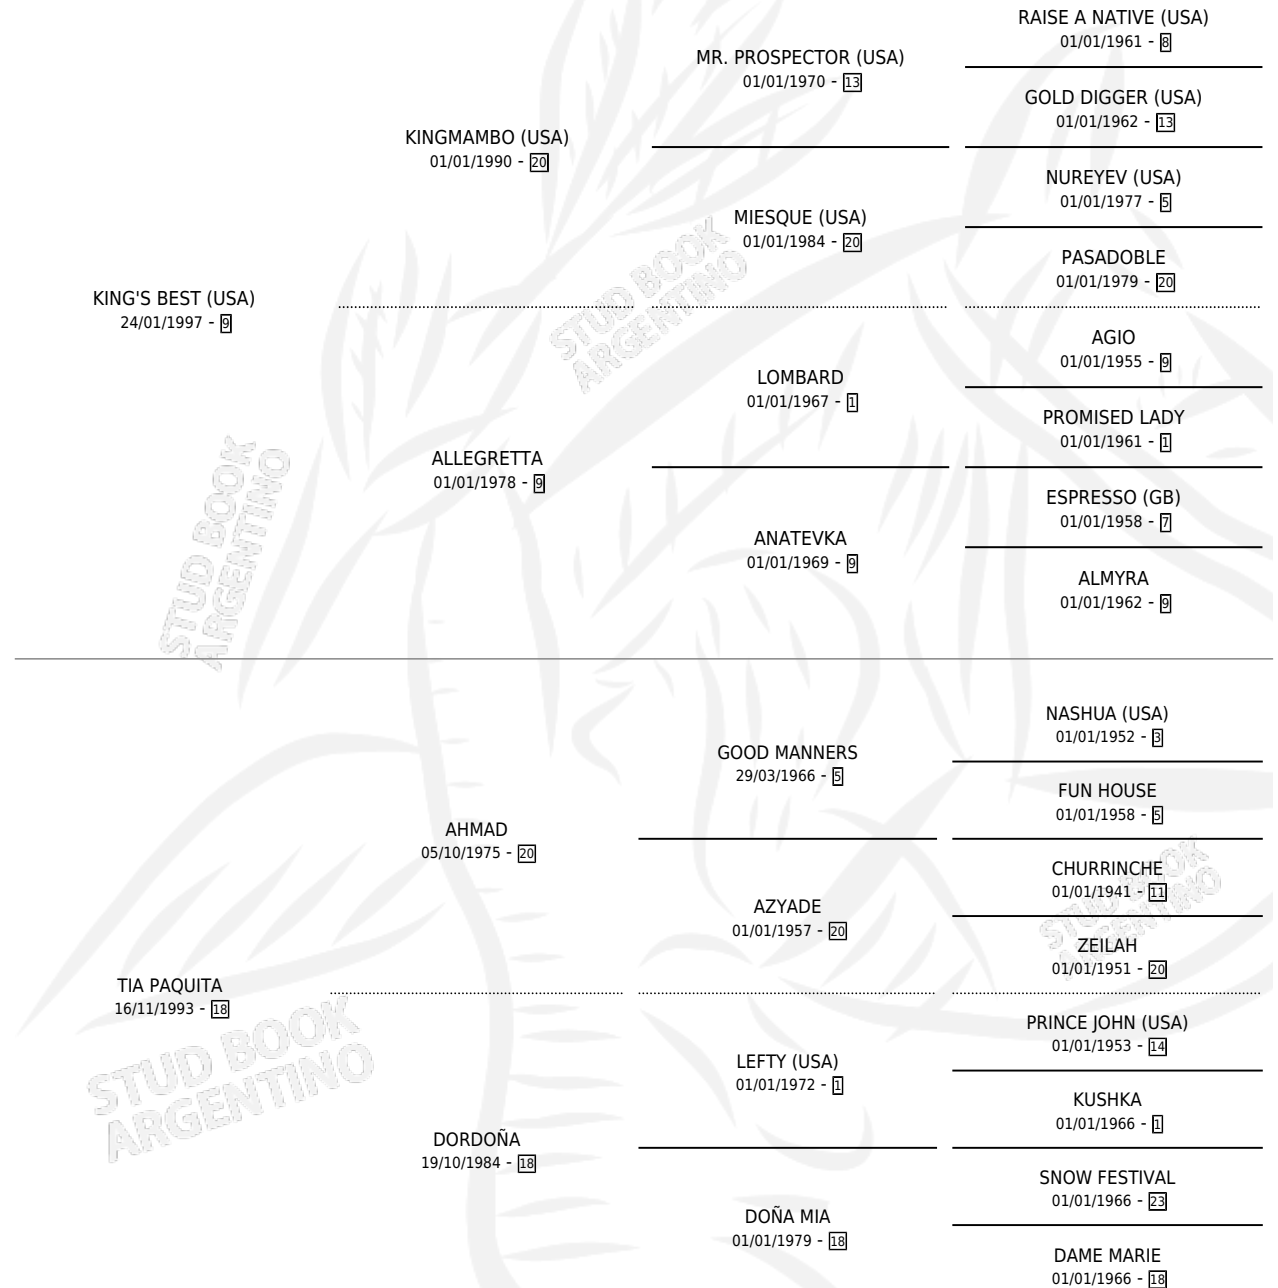 RAISE A NATIVE (USA)
01/01/1961 - 8
MR. PROSPECTOR (USA)
01/01/1970 - 13
GOLD DIGGER (USA)
01/01/1962 - 13
KINGMAMBO (USA)
01/01/1990 - 20
NUREYEV (USA)
01/01/1977 - 5
MIESQUE (USA)
01/01/1984 - 20
PASADOBLE
01/01/1979 - 20
KING'S BEST (USA)
24/01/1997 - 9
AGIO
01/01/1955 - 9
LOMBARD
01/01/1967 - 1
PROMISED LADY
01/01/1961 - 1
ALLEGRETTA
01/01/1978 - 9
ESPRESSO (GB)
01/01/1958 - 7
ANATEVKA
01/01/1969 - 9
ALMYRA
01/01/1962 - 9
NASHUA (USA)
01/01/1952 - 3
GOOD MANNERS
29/03/1966 - 5
FUN HOUSE
01/01/1958 - 5
AHMAD
05/10/1975 - 20
CHURRINCHE
01/01/1941 - 11
AZYADE
01/01/1957 - 20
ZEILAH
01/01/1951 - 20
TIA PAQUITA
16/11/1993 - 18
PRINCE JOHN (USA)
01/01/1953 - 14
LEFTY (USA)
01/01/1972 - 1
KUSHKA
01/01/1966 - 1
DORDOÑA
19/10/1984 - 18
SNOW FESTIVAL
01/01/1966 - 23
DOÑA MIA
01/01/1979 - 18
DAME MARIE
01/01/1966 - 18
STUD BOOK
ARGENTINO
STUD BOOK
ARGENTINO
STUD BOOK
ARGENTINO
STUD BOOK
ARGENTINO